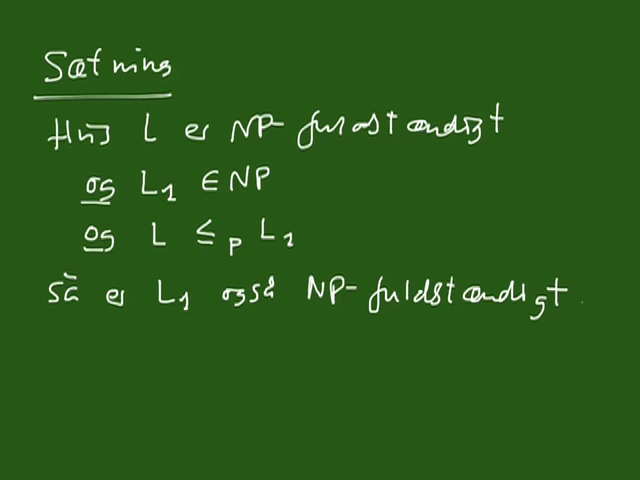 Sætning
Hvis L er NP-fuldstændigt
og L₁ ∈ NP
og L ≤ₚ L₁
så er L₁ også NP-fuldstændigt.